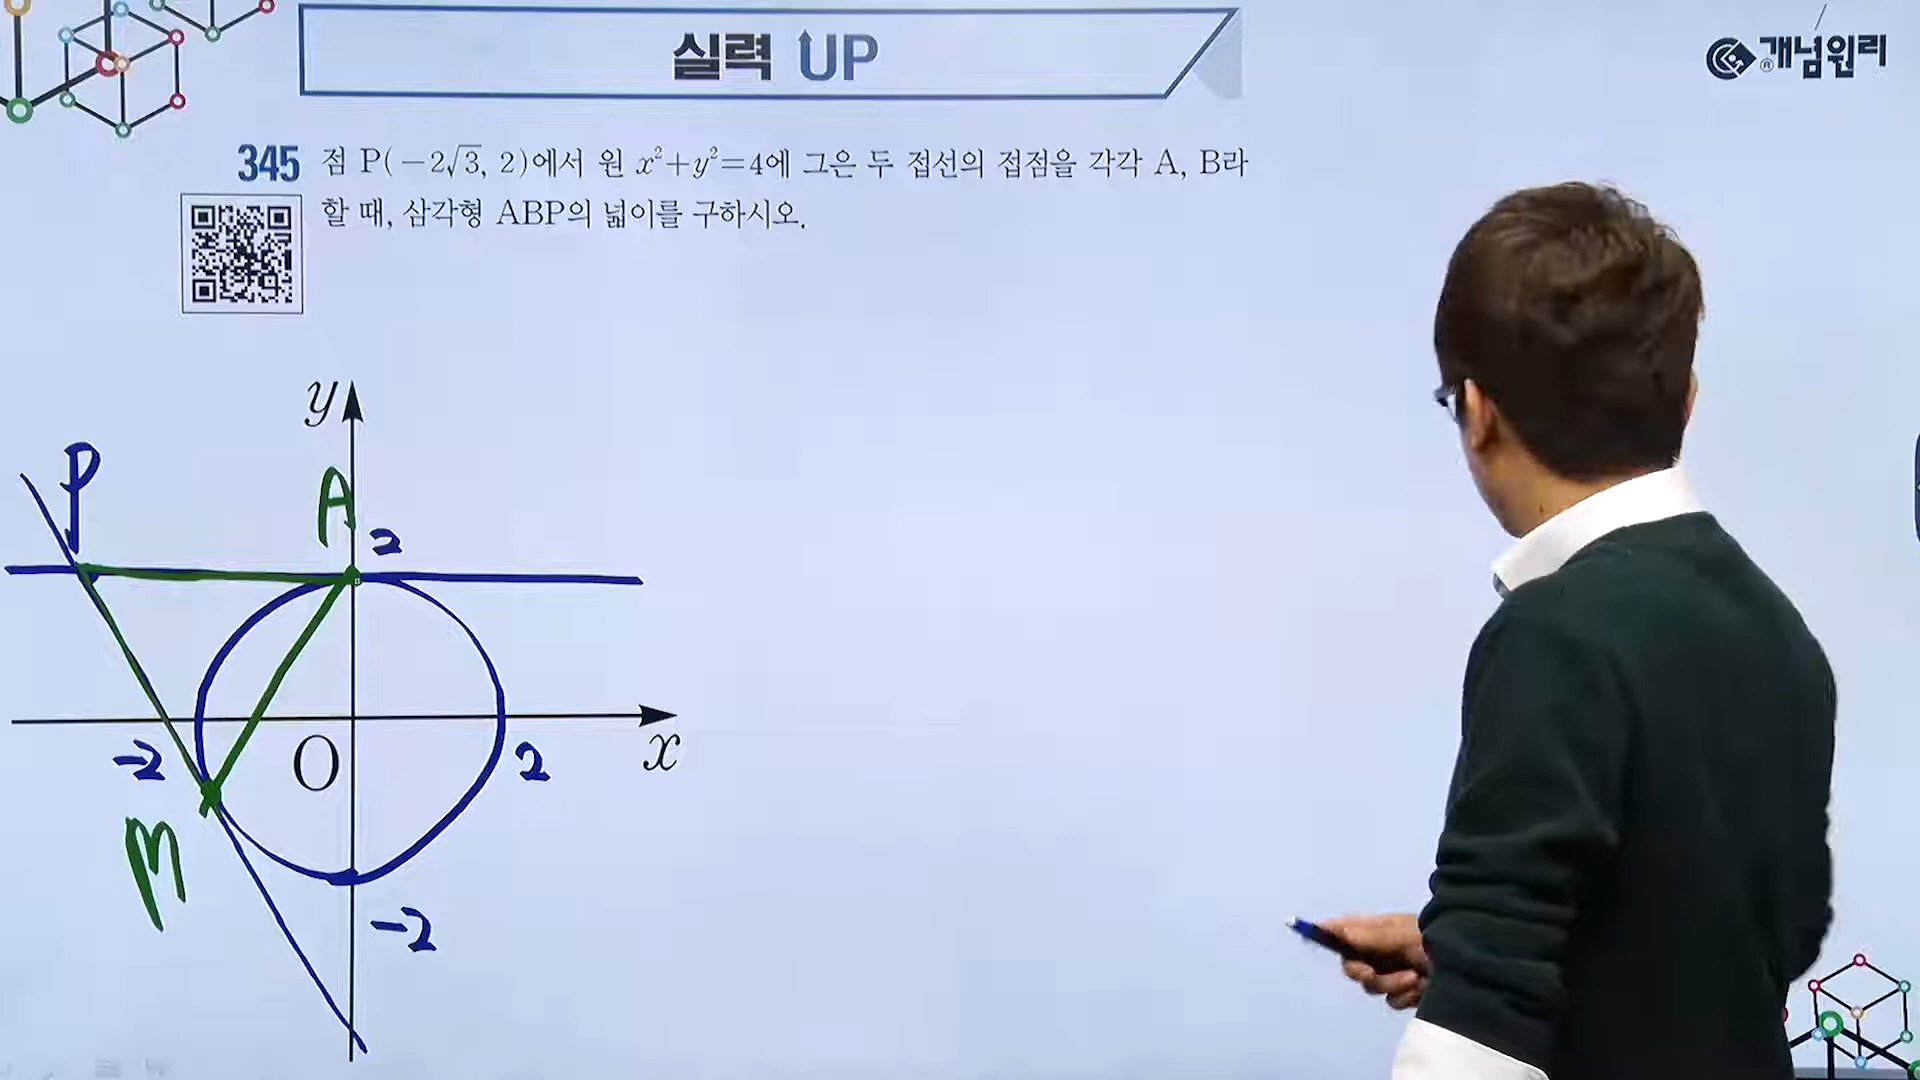 실력 UP
개념원리
345 점 P(−2√3, 2)에서 원 x²+y²=4에 그은 두 접선의 접점을 각각 A, B라
할 때, 삼각형 ABP의 넓이를 구하시오.
y
P
A
2
-2
O
2
x
M
-2